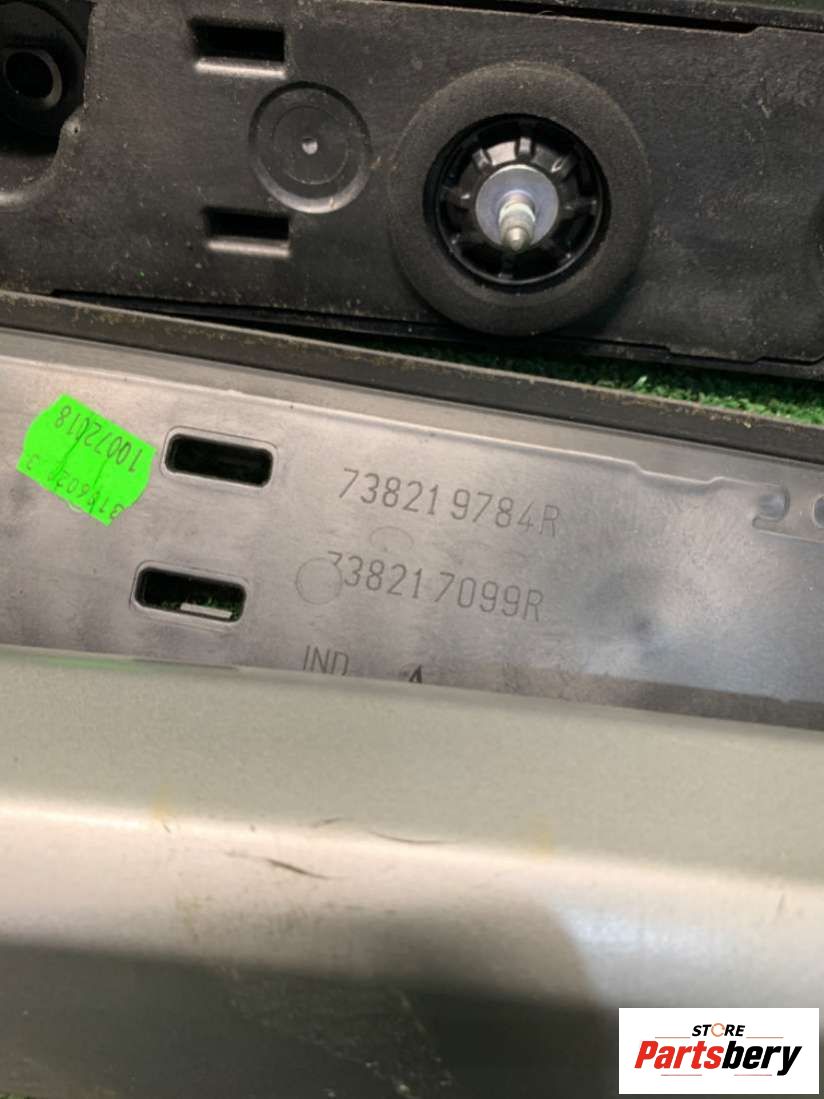 10072018
738219784R
738217099R
IND
A
STORE
Partsbery